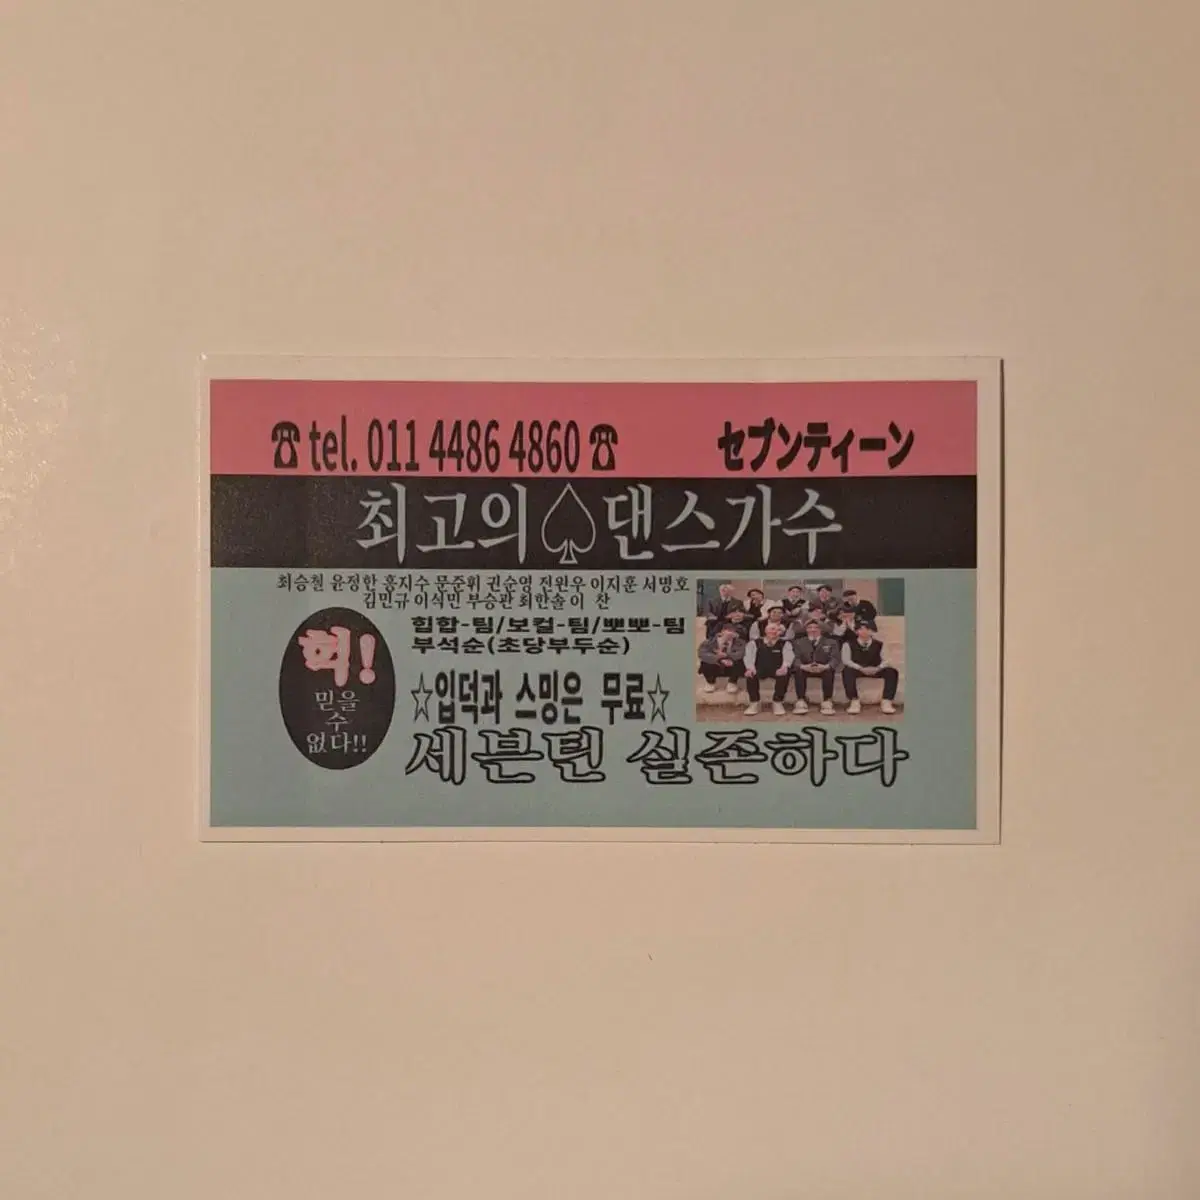 ☎ tel. 011 4486 4860 ☎
セブンティーン
최고의♤댄스가수
최승철 윤정한 홍지수 문준휘 권순영 전원우 이지훈 서명호
김민규 이석민 부승관 최한솔 이 찬
힙합-팀/보컬-팀/뽀뽀-팀
부석순(초당부두순)
헉!
믿을
수
없다!!
☆입덕과 스밍은 무료☆
세븐틴 실존하다